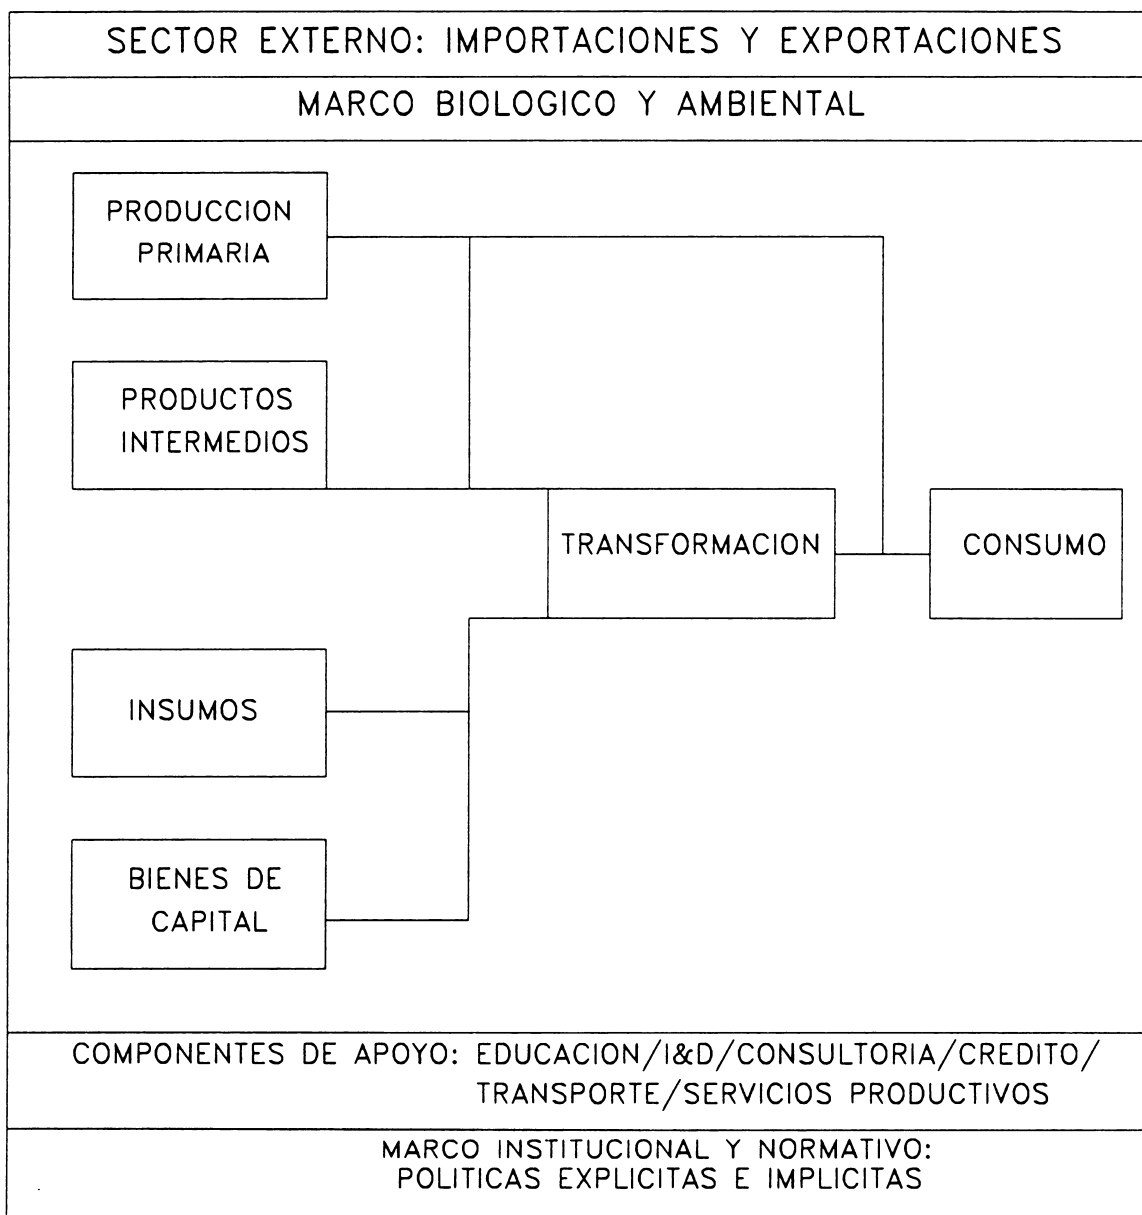 SECTOR EXTERNO: IMPORTACIONES Y EXPORTACIONES
MARCO BIOLOGICO Y AMBIENTAL
PRODUCCION
PRIMARIA
PRODUCTOS
INTERMEDIOS
TRANSFORMACION
CONSUMO
INSUMOS
BIENES DE
CAPITAL
COMPONENTES DE APOYO: EDUCACION/I&D/CONSULTORIA/CREDITO/
TRANSPORTE/SERVICIOS PRODUCTIVOS
MARCO INSTITUCIONAL Y NORMATIVO:
POLITICAS EXPLICITAS E IMPLICITAS